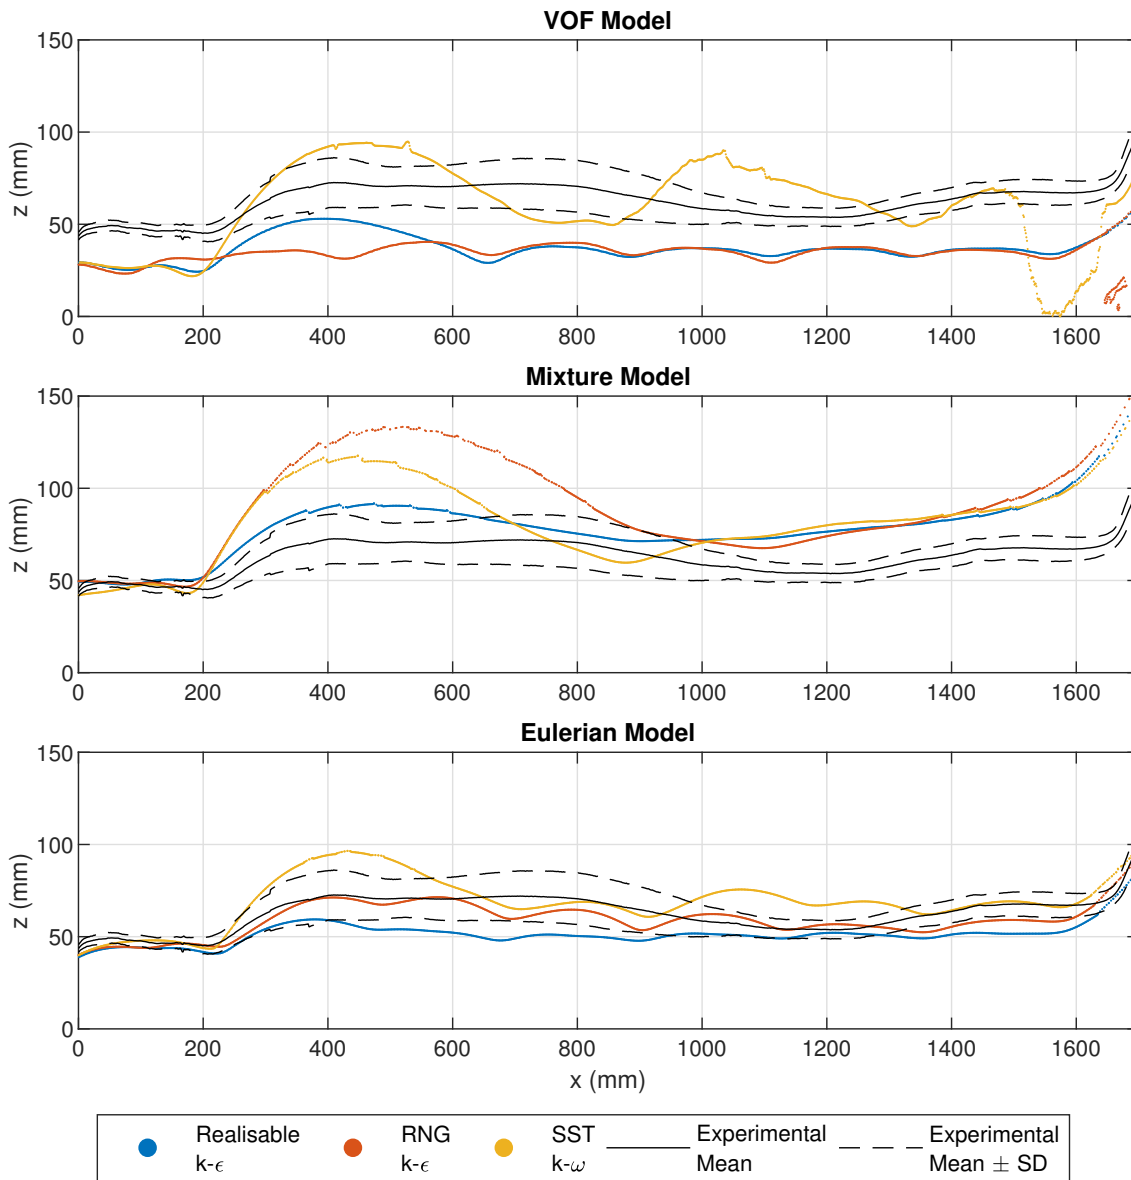 VOF Model
150
100
50
0
z (mm)
0 200 400 600 800 1000 1200 1400 1600
Mixture Model
150
100
50
0
z (mm)
0 200 400 600 800 1000 1200 1400 1600
Eulerian Model
150
100
50
0
z (mm)
0 200 400 600 800 1000 1200 1400 1600
x (mm)
Realisable RNG SST Experimental Experimental
k-ϵ k-ϵ k-ω Mean Mean ± SD